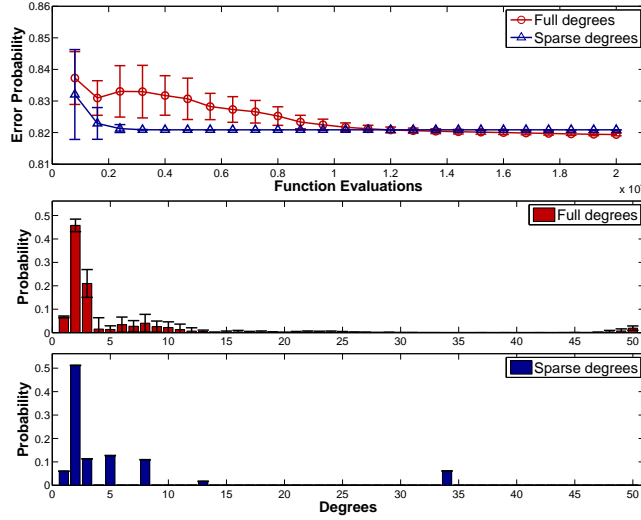 0.86
0.85
0.84
0.83
0.82
0.81
Error Probability
Full degrees
Sparse degrees
0 0.2 0.4 0.6 0.8 1 1.2 1.4 1.6 1.8 2
Function Evaluations
x 10
0.5
0.4
0.3
0.2
0.1
0
Probability
Full degrees
0 5 10 15 20 25 30 35 40 45 50
0.5
0.4
0.3
0.2
0.1
0
Probability
Sparse degrees
0 5 10 15 20 25 30 35 40 45 50
Degrees